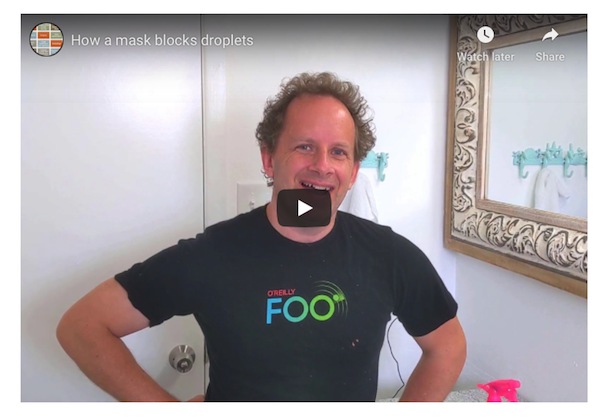 How a mask blocks droplets
Watch later
Share
O'REILLY
FOO